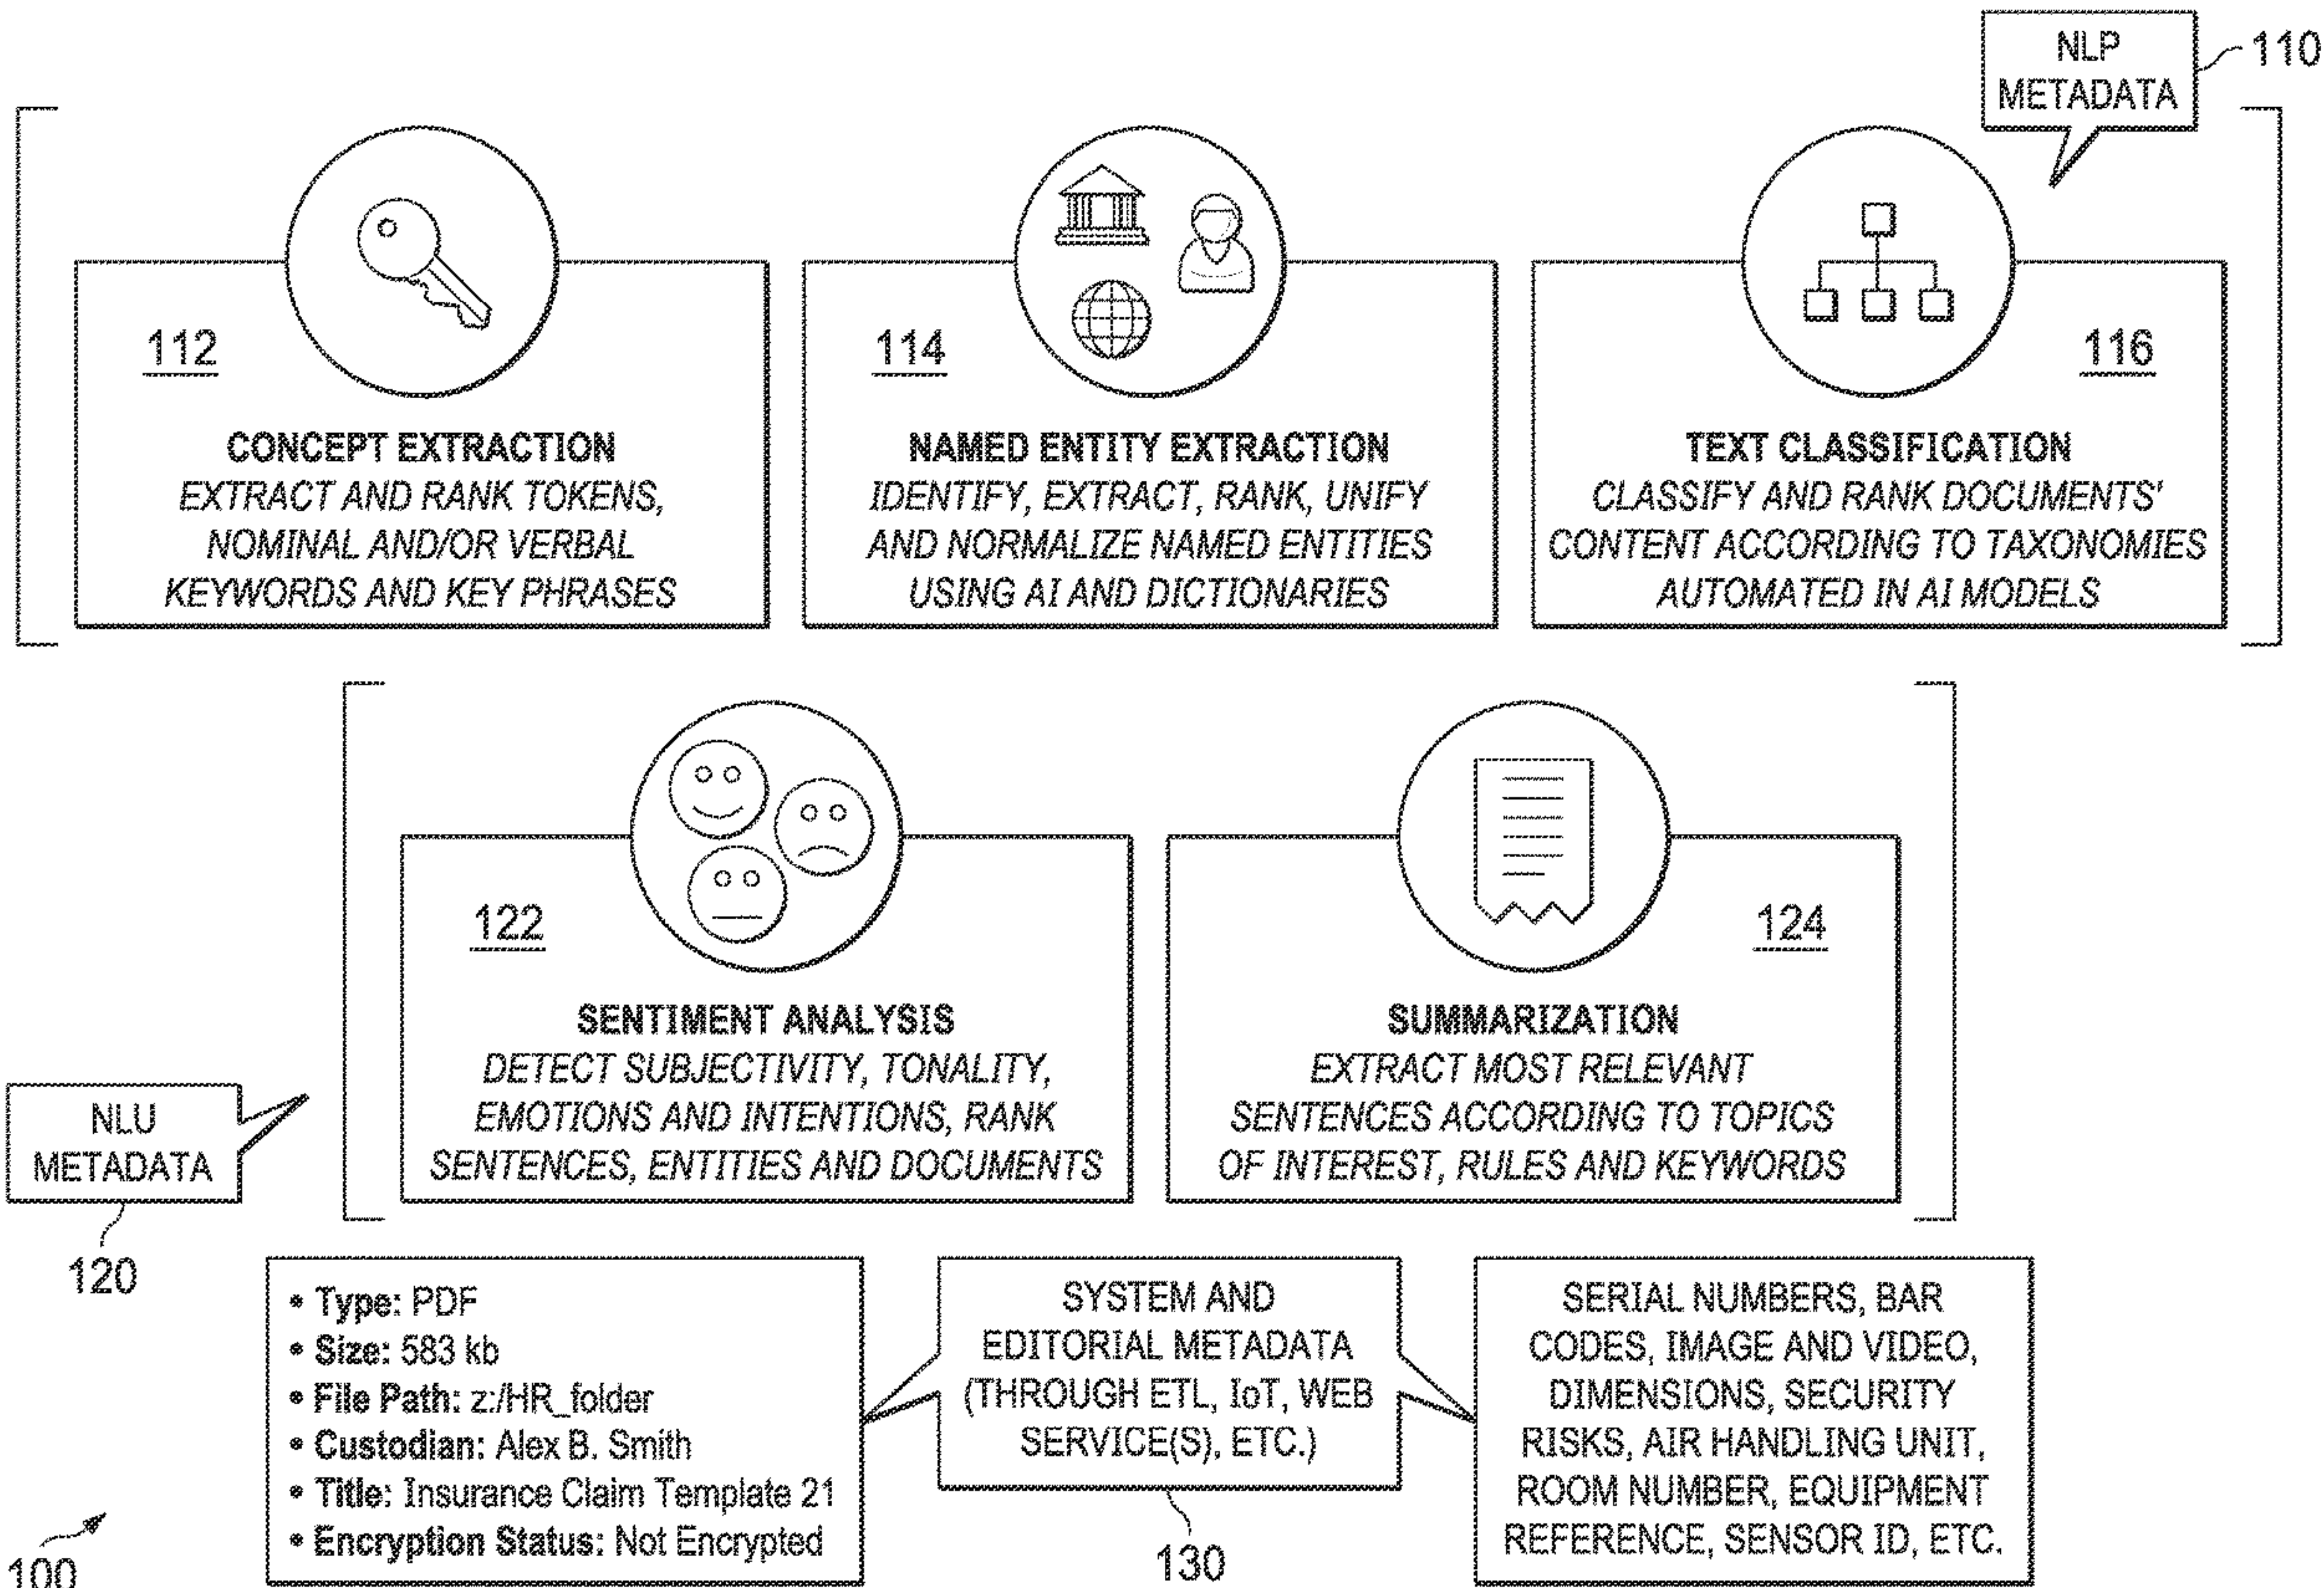 NLP
METADATA
110
112
CONCEPT EXTRACTION
EXTRACT AND RANK TOKENS,
NOMINAL AND/OR VERBAL
KEYWORDS AND KEY PHRASES
114
NAMED ENTITY EXTRACTION
IDENTIFY, EXTRACT, RANK, UNIFY
AND NORMALIZE NAMED ENTITIES
USING AI AND DICTIONARIES
116
TEXT CLASSIFICATION
CLASSIFY AND RANK DOCUMENTS'
CONTENT ACCORDING TO TAXONOMIES
AUTOMATED IN AI MODELS
122
SENTIMENT ANALYSIS
DETECT SUBJECTIVITY, TONALITY,
EMOTIONS AND INTENTIONS, RANK
SENTENCES, ENTITIES AND DOCUMENTS
124
SUMMARIZATION
EXTRACT MOST RELEVANT
SENTENCES ACCORDING TO TOPICS
OF INTEREST, RULES AND KEYWORDS
NLU
METADATA
120
• Type: PDF
• Size: 583 kb
• File Path: z:/HR_folder
• Custodian: Alex B. Smith
• Title: Insurance Claim Template 21
• Encryption Status: Not Encrypted
SYSTEM AND
EDITORIAL METADATA
(THROUGH ETL, IoT, WEB
SERVICE(S), ETC.)
130
SERIAL NUMBERS, BAR
CODES, IMAGE AND VIDEO,
DIMENSIONS, SECURITY
RISKS, AIR HANDLING UNIT,
ROOM NUMBER, EQUIPMENT
REFERENCE, SENSOR ID, ETC.
100